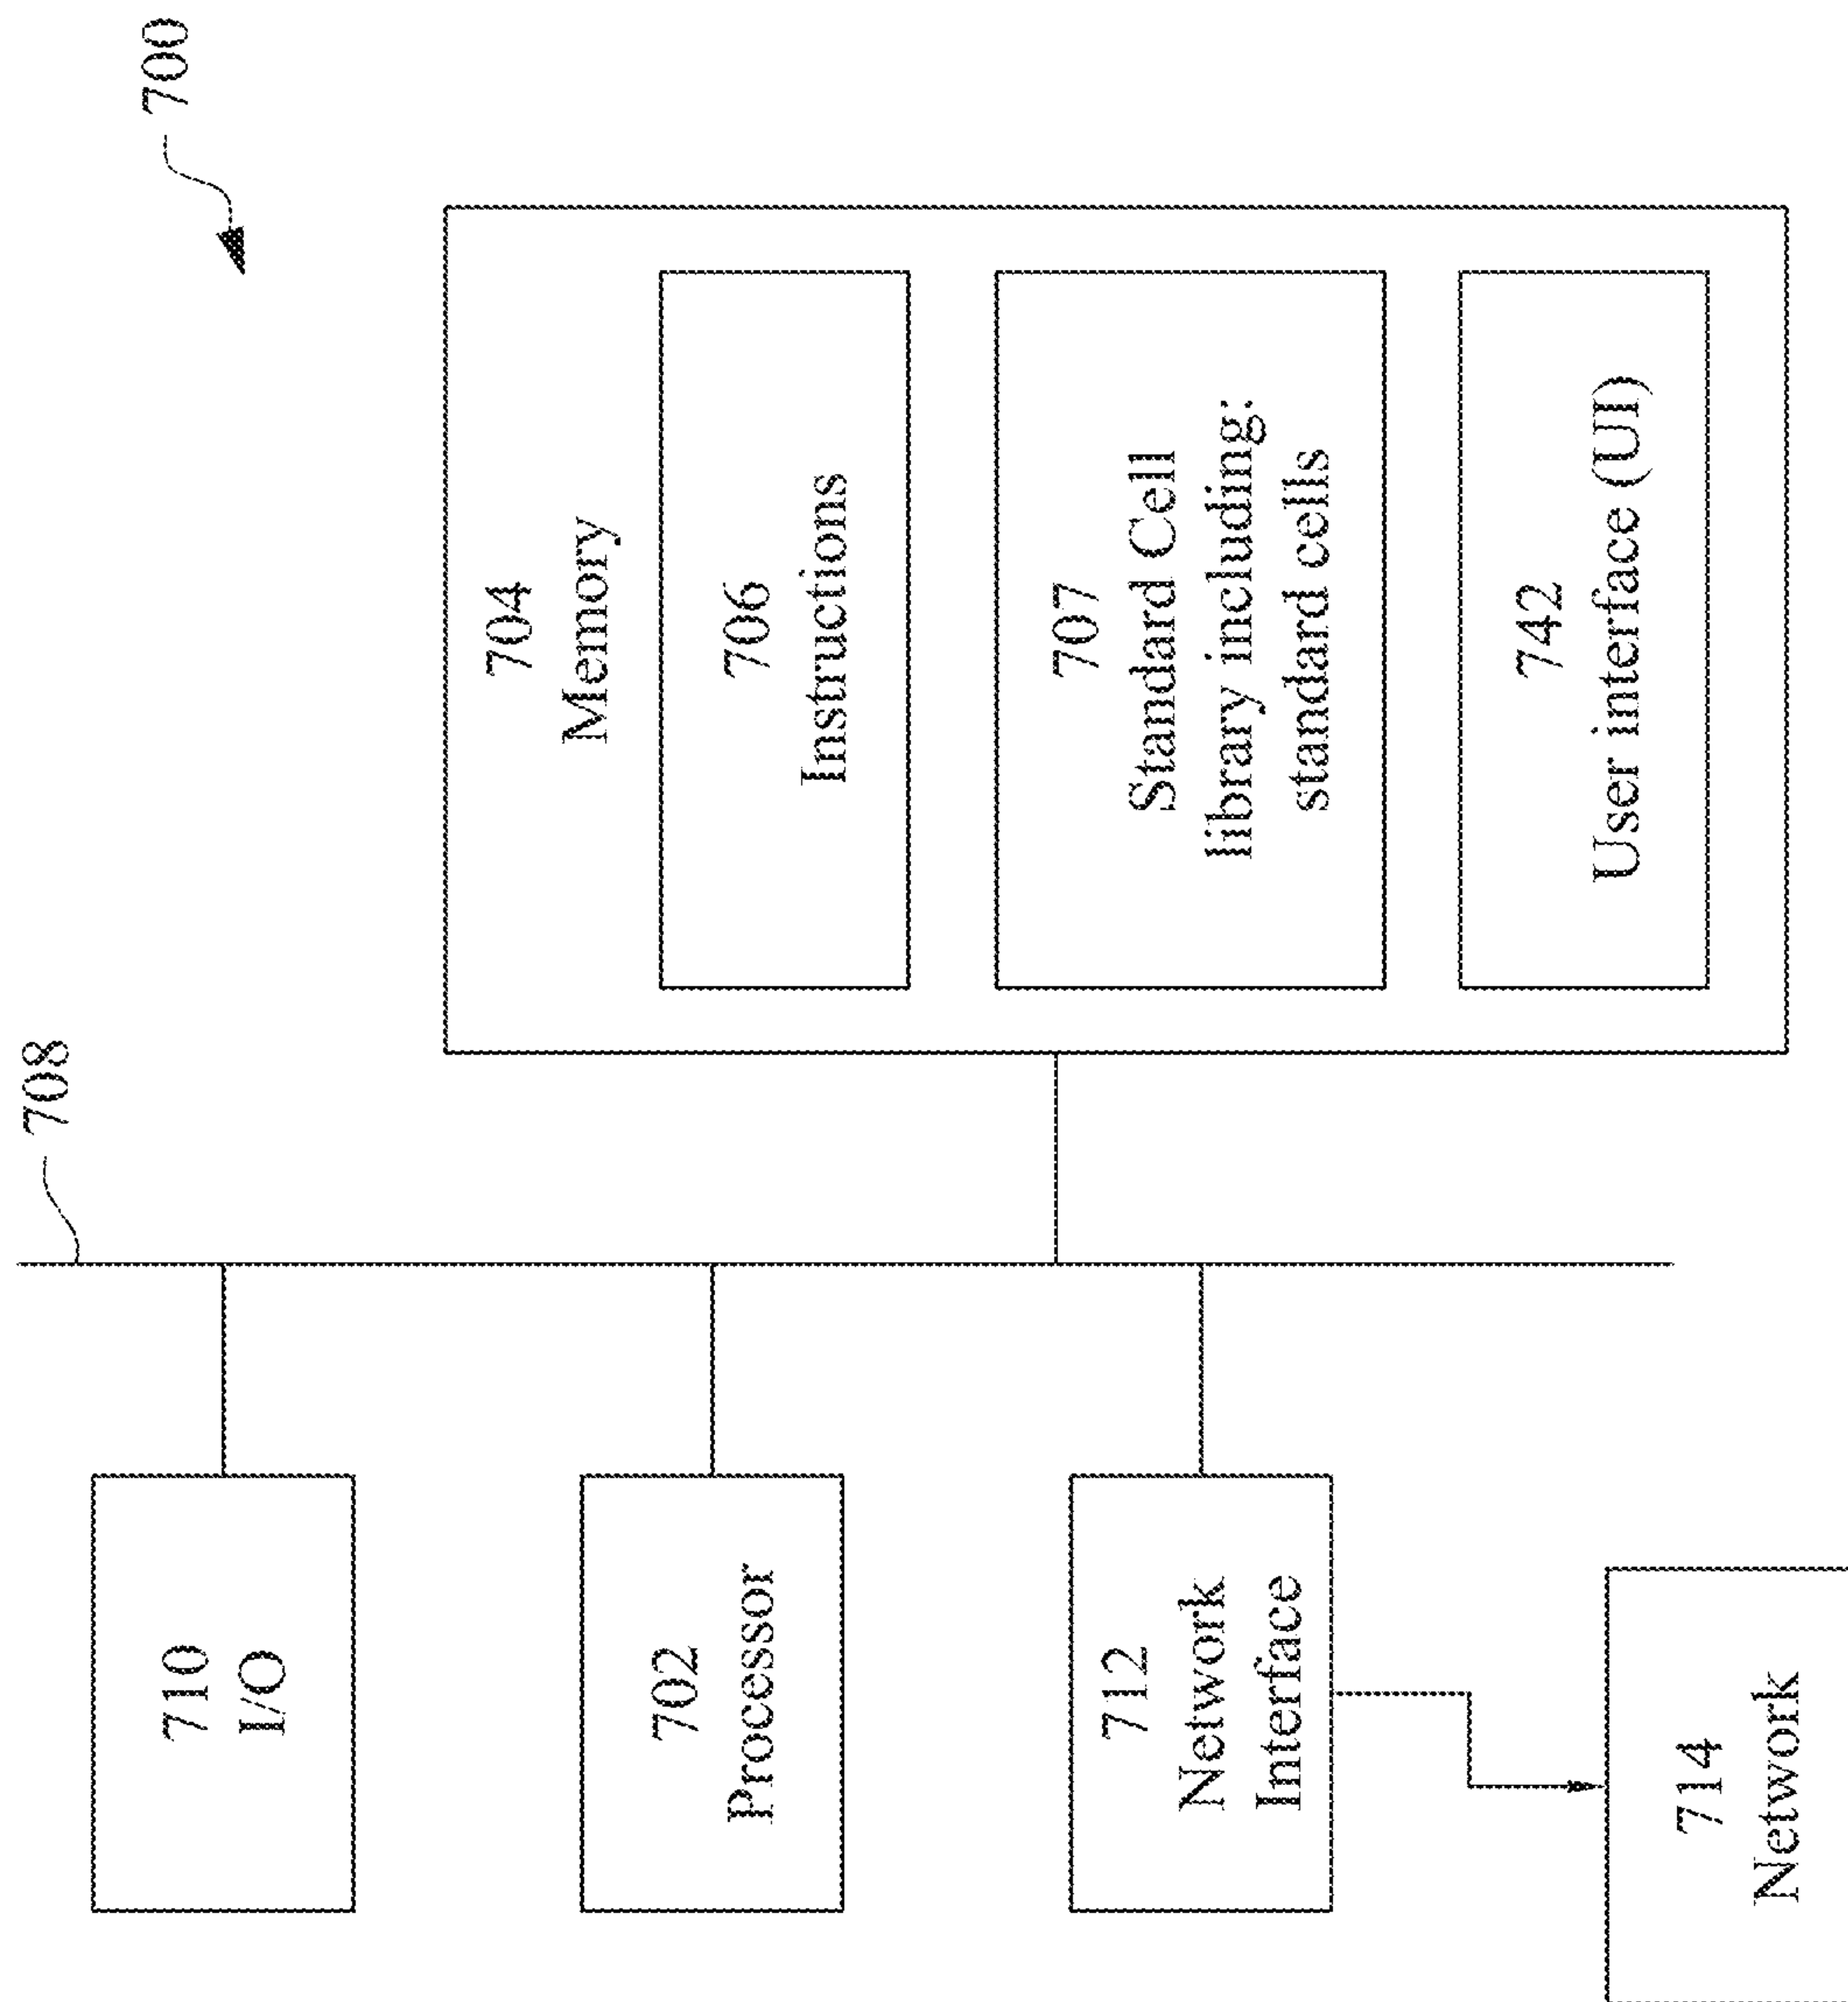 700
704
Memory
706
Instructions
707
Standard Cell
library including:
standard cells
742
User interface (UI)
708
710
I/O
702
Processor
712
Network
Interface
714
Network